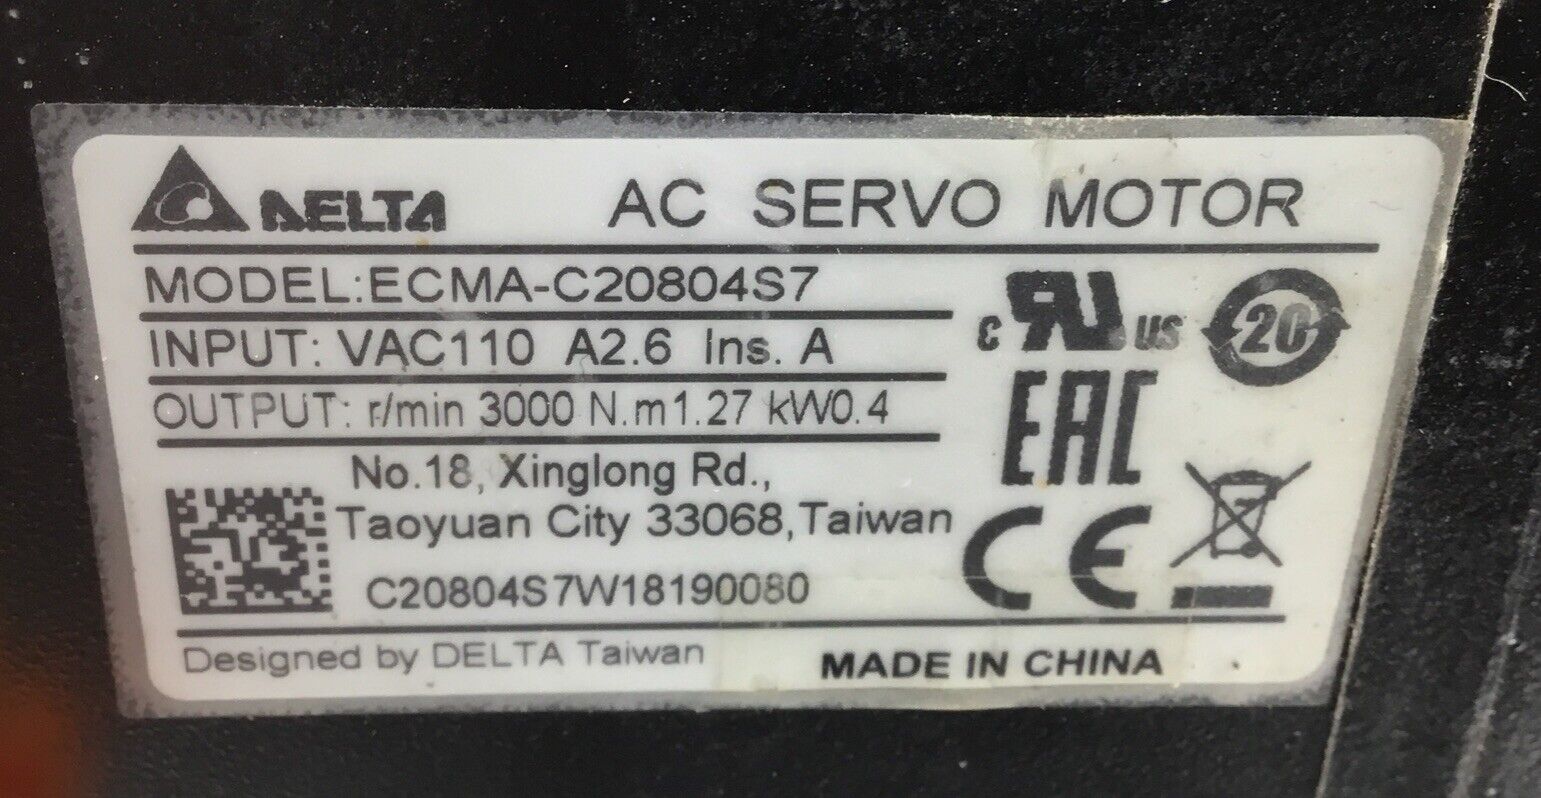 DELTA AC SERVO MOTOR
MODEL:ECMA-C20804S7
INPUT: VAC110 A2.6 Ins. A
OUTPUT: r/min 3000 N.m1.27 kW0.4
c RU us
20
EAC
CE
No.18, Xinglong Rd.,
Taoyuan City 33068,Taiwan
C20804S7W18190080
Designed by DELTA Taiwan MADE IN CHINA